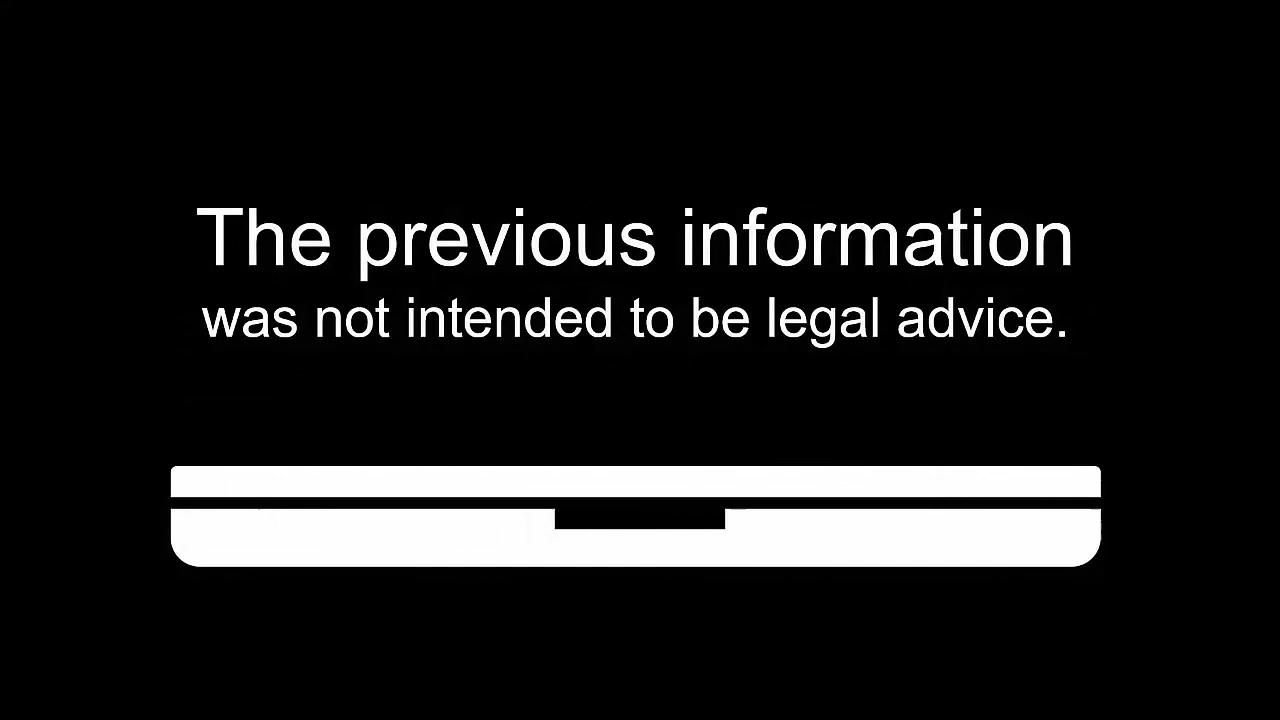 The previous information
was not intended to be legal advice.